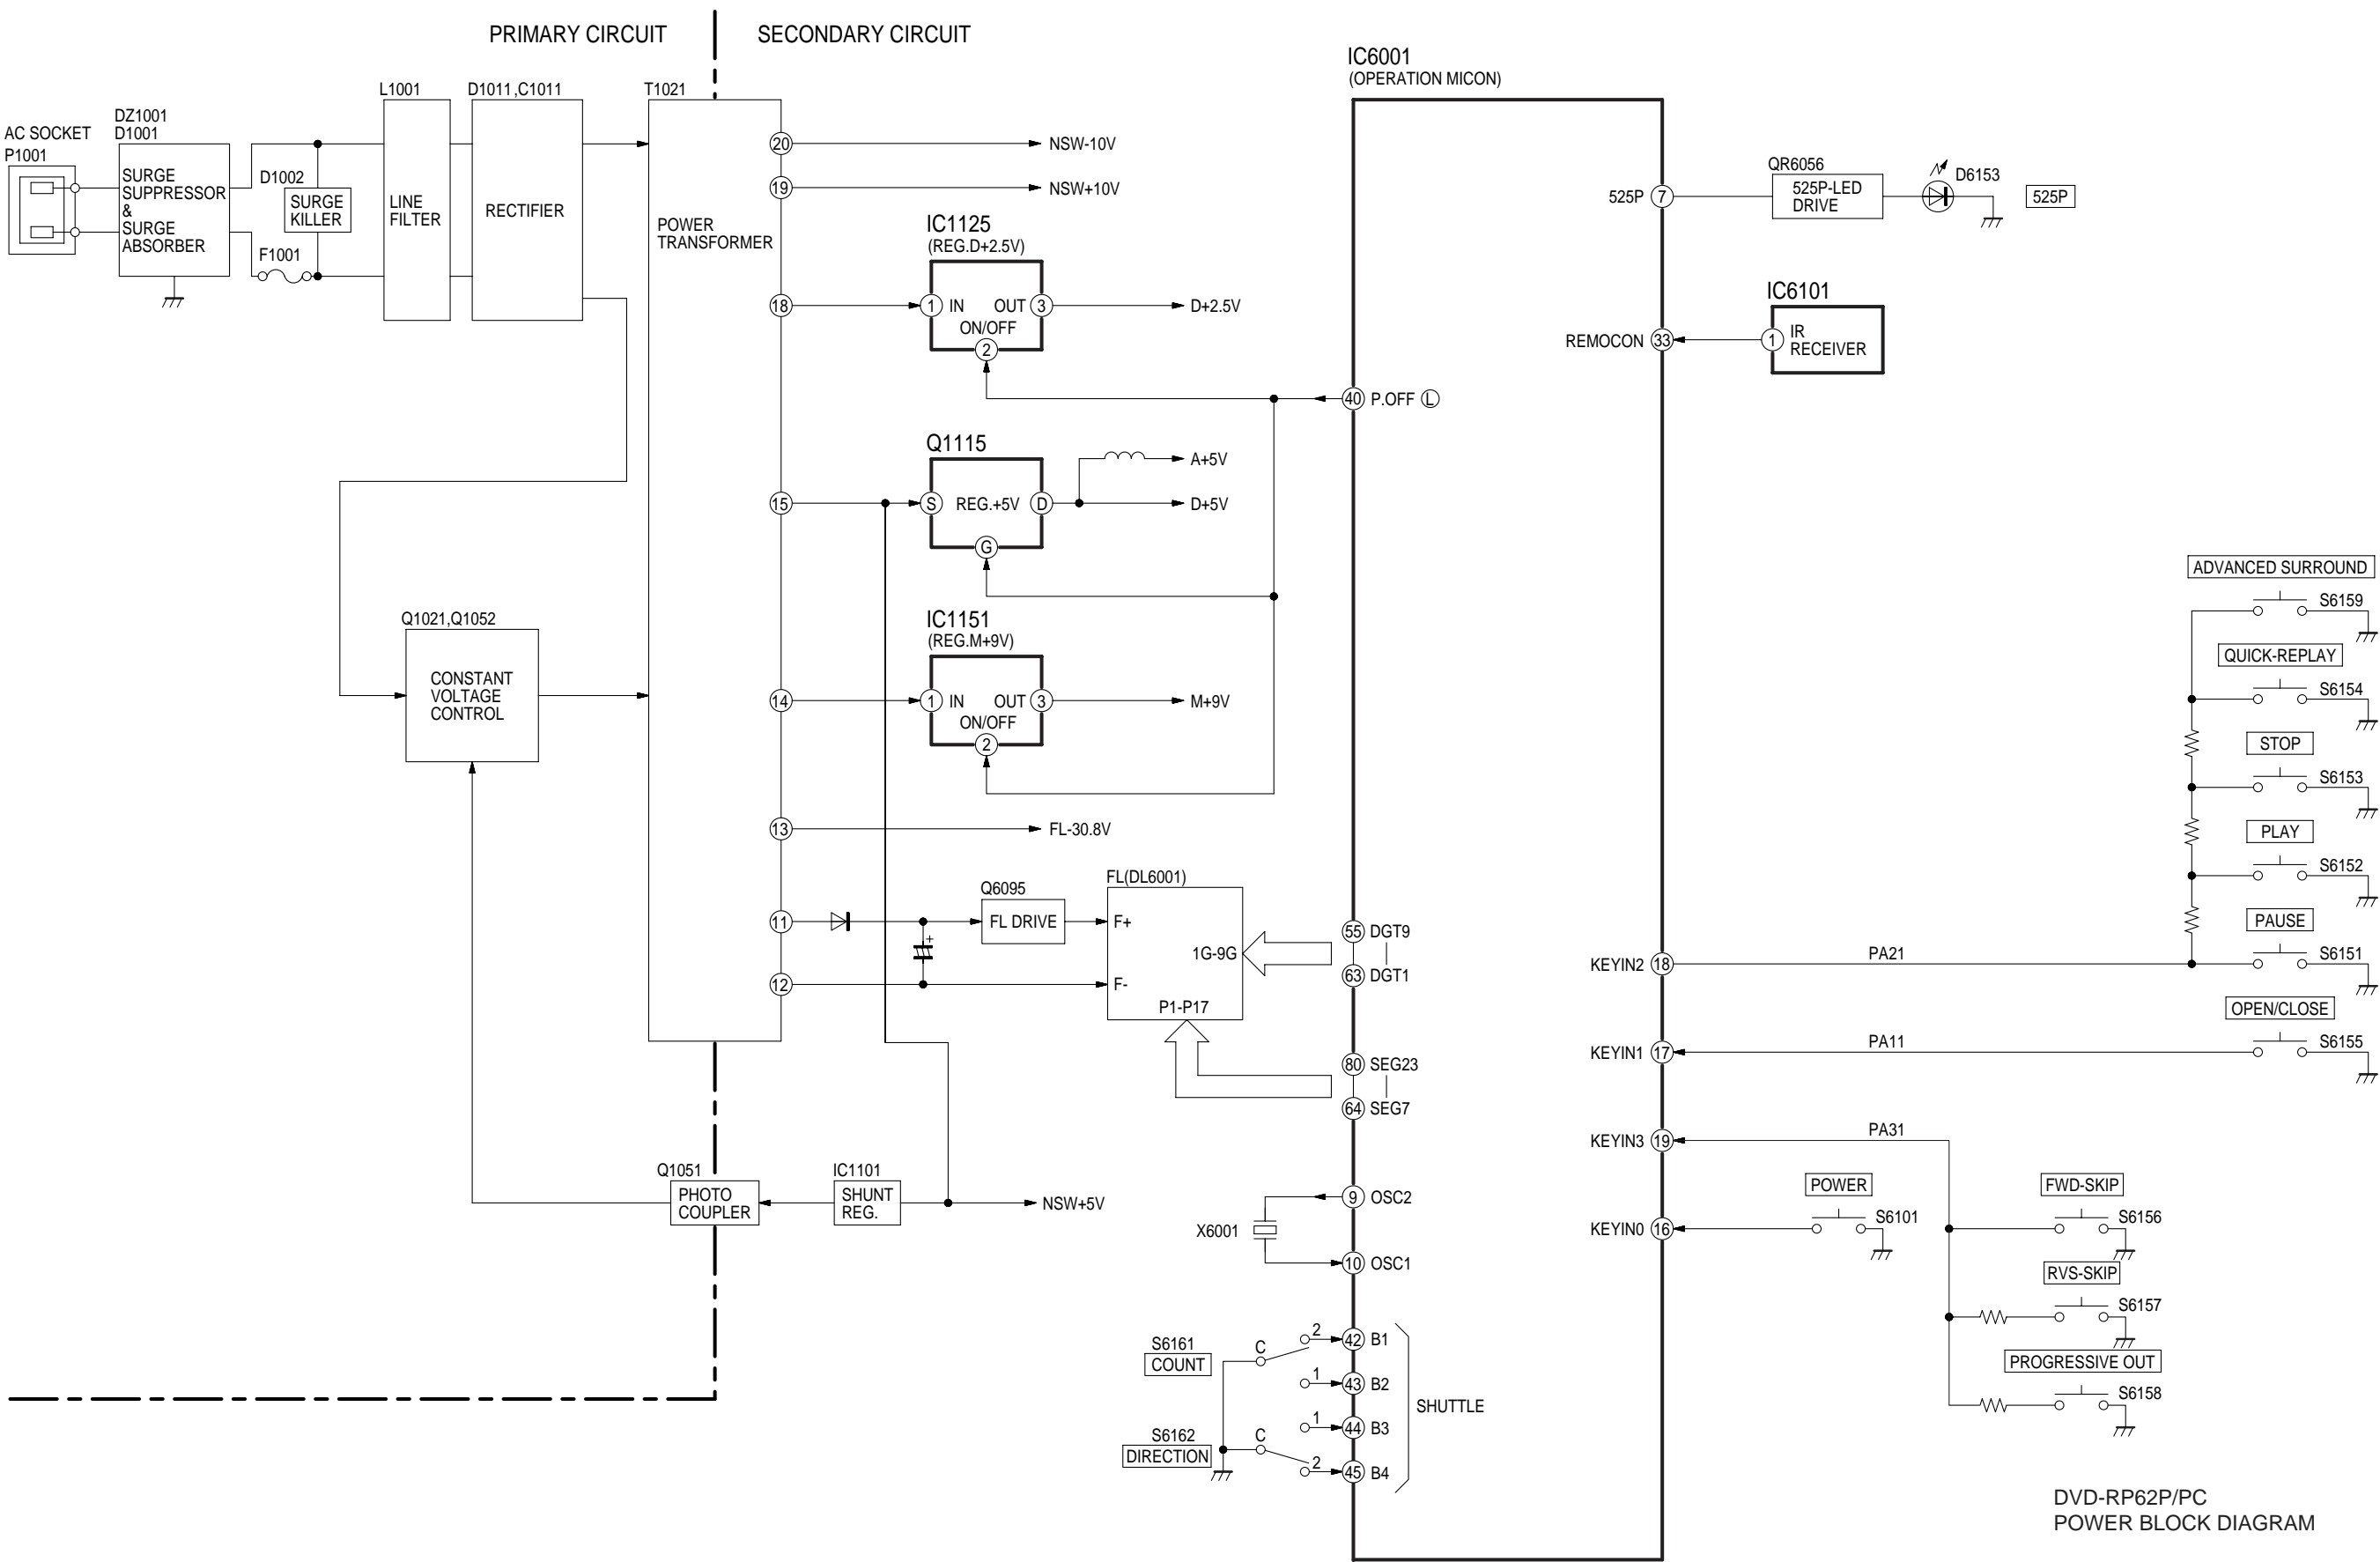 PRIMARY CIRCUIT
SECONDARY CIRCUIT
AC SOCKET
P1001
DZ1001
D1001
SURGE
SUPPRESSOR
&
SURGE
ABSORBER
D1002
SURGE
KILLER
F1001
L1001
LINE
FILTER
D1011,C1011
RECTIFIER
T1021
POWER
TRANSFORMER
20
NSW-10V
19
NSW+10V
18
IC1125
(REG.D+2.5V)
1
IN
OUT
3
ON/OFF
2
D+2.5V
15
Q1115
S
REG.+5V
D
G
A+5V
D+5V
14
IC1151
(REG.M+9V)
1
IN
OUT
3
ON/OFF
2
M+9V
13
FL-30.8V
11
12
+
Q6095
FL DRIVE
FL(DL6001)
F+
1G-9G
F-
P1-P17
Q1021,Q1052
CONSTANT
VOLTAGE
CONTROL
Q1051
PHOTO
COUPLER
IC1101
SHUNT
REG.
NSW+5V
IC6001
(OPERATION MICON)
40 P.OFF L
55 DGT9
63 DGT1
80 SEG23
64 SEG7
9 OSC2
X6001
10 OSC1
S6161
COUNT
C
2
42 B1
1
43 B2
1
44 B3
S6162
DIRECTION
C
2
45 B4
SHUTTLE
525P 7
QR6056
525P-LED
DRIVE
D6153
525P
IC6101
REMOCON 33
1
IR
RECEIVER
ADVANCED SURROUND
S6159
QUICK-REPLAY
S6154
STOP
S6153
PLAY
S6152
PAUSE
KEYIN2 18
PA21
S6151
OPEN/CLOSE
KEYIN1 17
PA11
S6155
KEYIN3 19
PA31
POWER
KEYIN0 16
S6101
FWD-SKIP
S6156
RVS-SKIP
S6157
PROGRESSIVE OUT
S6158
DVD-RP62P/PC
POWER BLOCK DIAGRAM